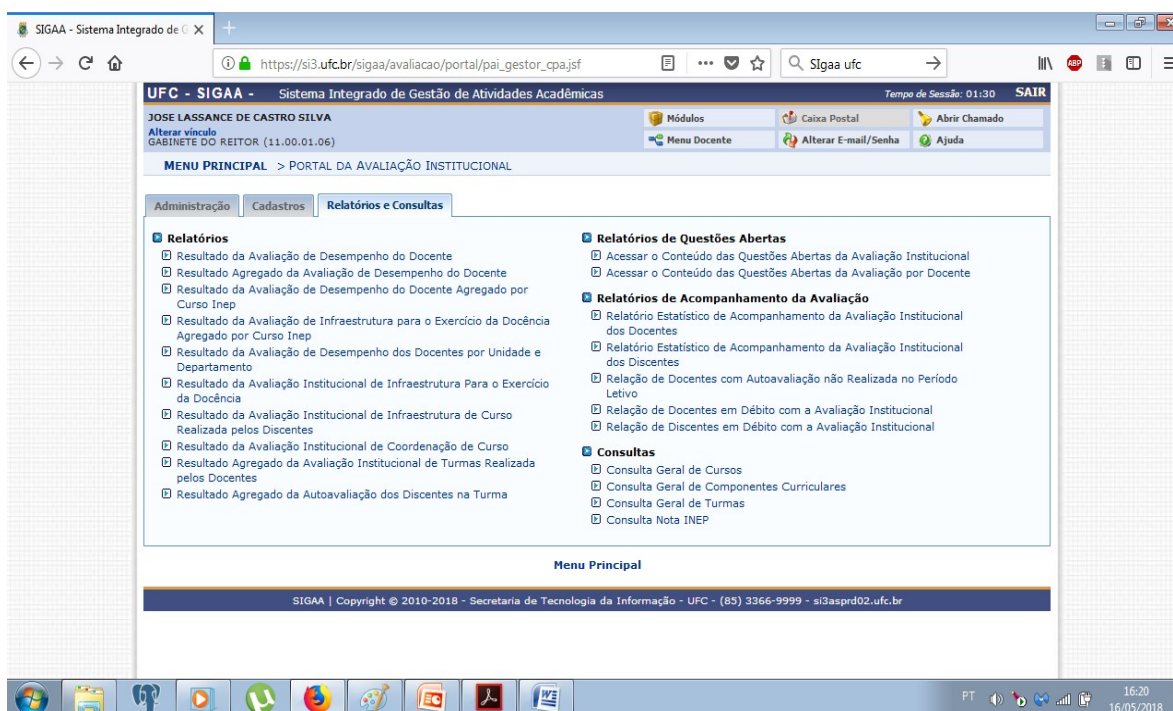 SIGAA - Sistema Integrado de G
https://si3.ufc.br/sigaa/avaliacao/portal/pai_gestor_cpa.jsf
SIgaa ufc
ABP
UFC - SIGAA - Sistema Integrado de Gestão de Atividades Acadêmicas
Tempo de Sessão: 01:30 SAIR
JOSE LASSANCE DE CASTRO SILVA
Alterar vínculo
GABINETE DO REITOR (11.00.01.06)
Módulos Caixa Postal Abrir Chamado
Menu Docente Alterar E-mail/Senha Ajuda
MENU PRINCIPAL > PORTAL DA AVALIAÇÃO INSTITUCIONAL
Administração Cadastros Relatórios e Consultas
Relatórios
Resultado da Avaliação de Desempenho do Docente
Resultado Agregado da Avaliação de Desempenho do Docente
Resultado da Avaliação de Desempenho do Docente Agregado por
Curso Inep
Resultado da Avaliação de Infraestrutura para o Exercício da Docência
Agregado por Curso Inep
Resultado da Avaliação de Desempenho dos Docentes por Unidade e
Departamento
Resultado da Avaliação Institucional de Infraestrutura Para o Exercício
da Docência
Resultado da Avaliação Institucional de Infraestrutura de Curso
Realizada pelos Discentes
Resultado da Avaliação Institucional de Coordenação de Curso
Resultado Agregado da Avaliação Institucional de Turmas Realizada
pelos Docentes
Resultado Agregado da Autoavaliação dos Discentes na Turma
Relatórios de Questões Abertas
Acessar o Conteúdo das Questões Abertas da Avaliação Institucional
Acessar o Conteúdo das Questões Abertas da Avaliação por Docente
Relatórios de Acompanhamento da Avaliação
Relatório Estatístico de Acompanhamento da Avaliação Institucional
dos Docentes
Relatório Estatístico de Acompanhamento da Avaliação Institucional
dos Discentes
Relação de Docentes com Autoavaliação não Realizada no Período
Letivo
Relação de Docentes em Débito com a Avaliação Institucional
Relação de Discentes em Débito com a Avaliação Institucional
Consultas
Consulta Geral de Cursos
Consulta Geral de Componentes Curriculares
Consulta Geral de Turmas
Consulta Nota INEP
Menu Principal
SIGAA | Copyright © 2010-2018 - Secretaria de Tecnologia da Informação - UFC - (85) 3366-9999 - si3asprd02.ufc.br
PT
16:20
16/05/2018